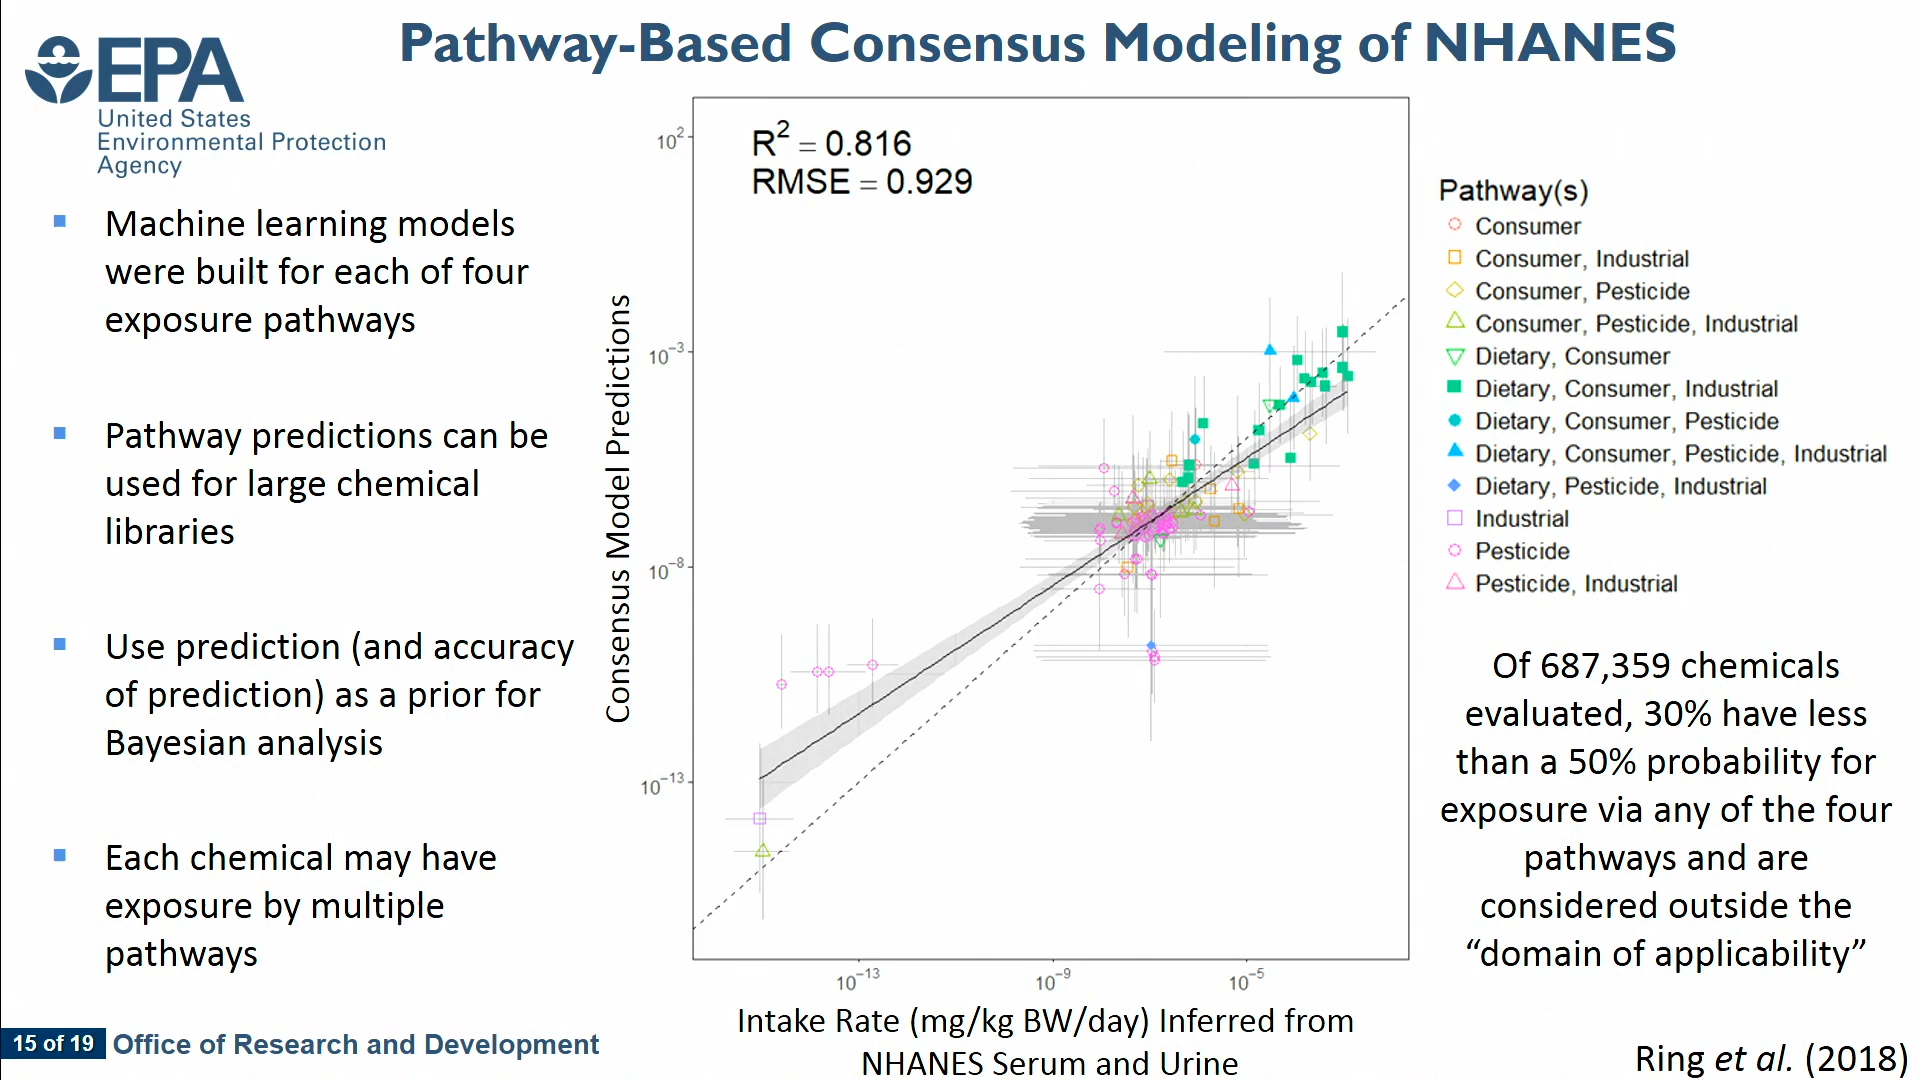 Pathway-Based Consensus Modeling of NHANES
EPA
United States
Environmental Protection
Agency
Machine learning models
were built for each of four
exposure pathways
Pathway predictions can be
used for large chemical
libraries
Use prediction (and accuracy
of prediction) as a prior for
Bayesian analysis
Each chemical may have
exposure by multiple
pathways
Consensus Model Predictions
10²
10⁻³
10⁻⁸
10⁻¹³
R² = 0.816
RMSE = 0.929
10⁻¹³
10⁻⁹
10⁻⁵
Intake Rate (mg/kg BW/day) Inferred from
NHANES Serum and Urine
Pathway(s)
Consumer
Consumer, Industrial
Consumer, Pesticide
Consumer, Pesticide, Industrial
Dietary, Consumer
Dietary, Consumer, Industrial
Dietary, Consumer, Pesticide
Dietary, Consumer, Pesticide, Industrial
Dietary, Pesticide, Industrial
Industrial
Pesticide
Pesticide, Industrial
Of 687,359 chemicals
evaluated, 30% have less
than a 50% probability for
exposure via any of the four
pathways and are
considered outside the
“domain of applicability”
15 of 19
Office of Research and Development
Ring et al. (2018)